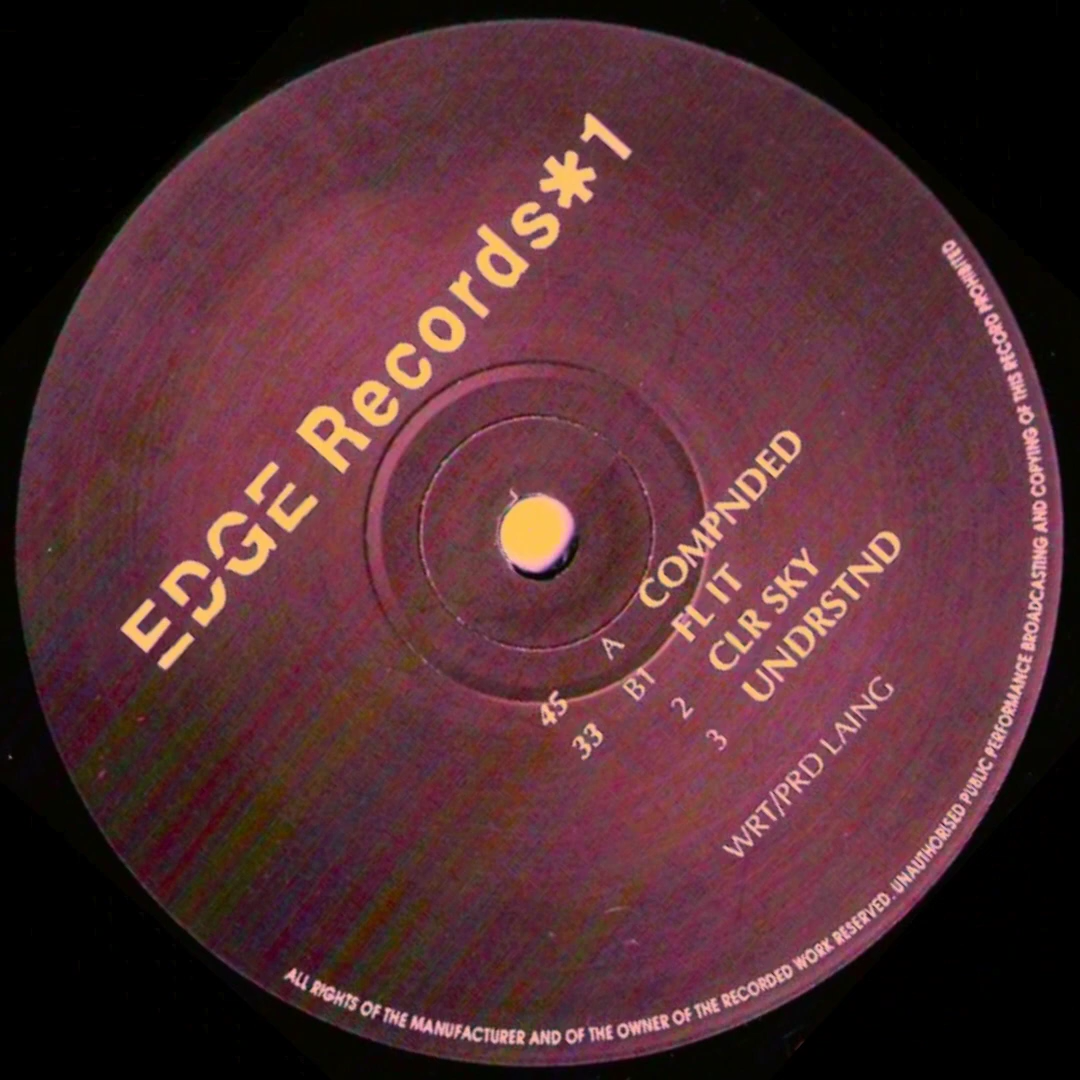 EDGE Records*1
45 A COMPNDED
33 B1 FL IT
2 CLR SKY
3 UNDRSTND
WRT/PRD LAING
ALL RIGHTS OF THE MANUFACTURER AND OF THE OWNER OF THE RECORDED WORK RESERVED. UNAUTHORISED PUBLIC PERFORMANCE BROADCASTING AND COPYING OF THIS RECORD PROHIBITED